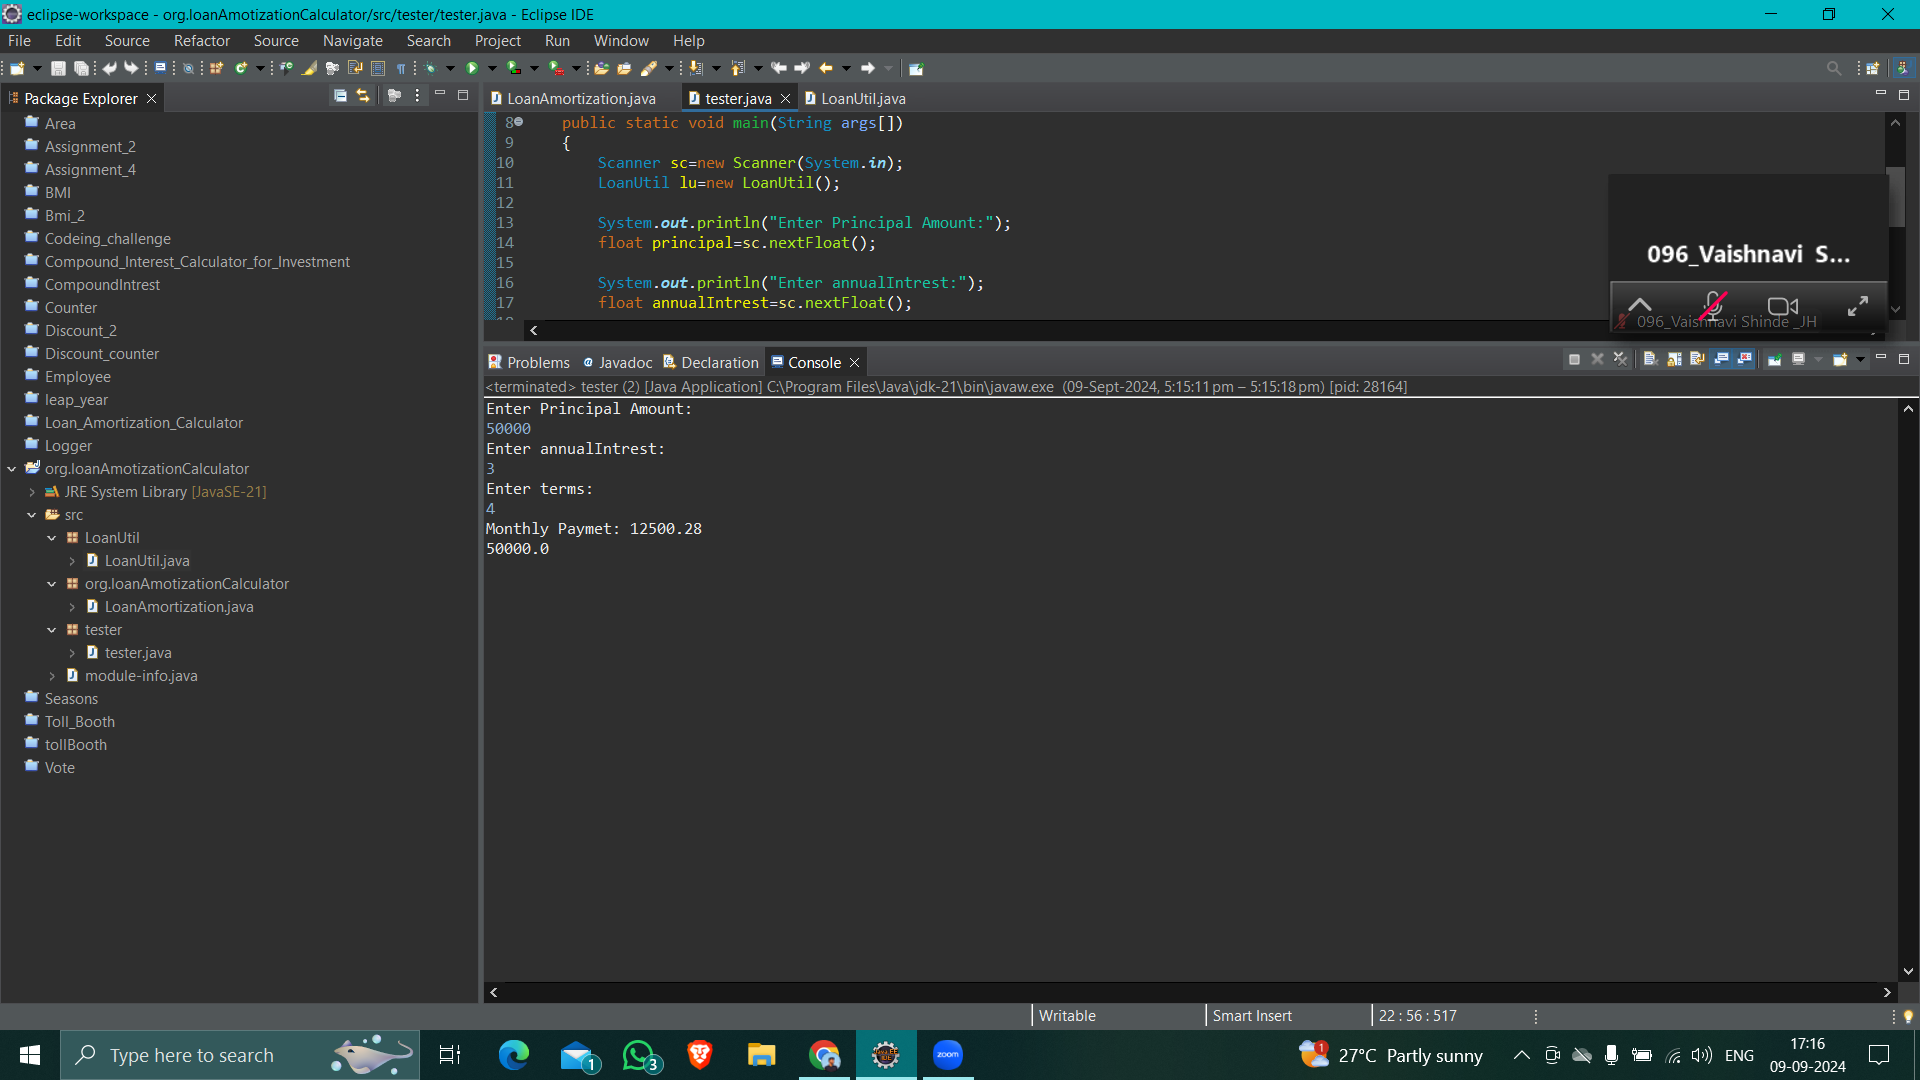 eclipse-workspace - org.loanAmotizationCalculator/src/tester/tester.java - Eclipse IDE
File Edit Source Refactor Source Navigate Search Project Run Window Help
Package Explorer
Area
Assignment_2
Assignment_4
BMI
Bmi_2
Codeing_challenge
Compound_Interest_Calculator_for_Investment
CompoundIntrest
Counter
Discount_2
Discount_counter
Employee
leap_year
Loan_Amortization_Calculator
Logger
org.loanAmotizationCalculator
JRE System Library [JavaSE-21]
src
LoanUtil
LoanUtil.java
org.loanAmotizationCalculator
LoanAmortization.java
tester
tester.java
module-info.java
Seasons
Toll_Booth
tollBooth
Vote
LoanAmortization.java tester.java LoanUtil.java
8 public static void main(String args[])
9 {
10 Scanner sc=new Scanner(System.in);
11 LoanUtil lu=new LoanUtil();
12
13 System.out.println("Enter Principal Amount:");
14 float principal=sc.nextFloat();
15
16 System.out.println("Enter annualIntrest:");
17 float annualIntrest=sc.nextFloat();
096_Vaishnavi S...
096_Vaishnavi Shinde _JH
Problems Javadoc Declaration Console
<terminated> tester (2) [Java Application] C:\Program Files\Java\jdk-21\bin\javaw.exe (09-Sept-2024, 5:15:11 pm – 5:15:18 pm) [pid: 28164]
Enter Principal Amount:
50000
Enter annualIntrest:
3
Enter terms:
4
Monthly Paymet: 12500.28
50000.0
Writable Smart Insert 22 : 56 : 517
Type here to search
1
3
zoom
1
27°C Partly sunny
ENG
17:16
09-09-2024